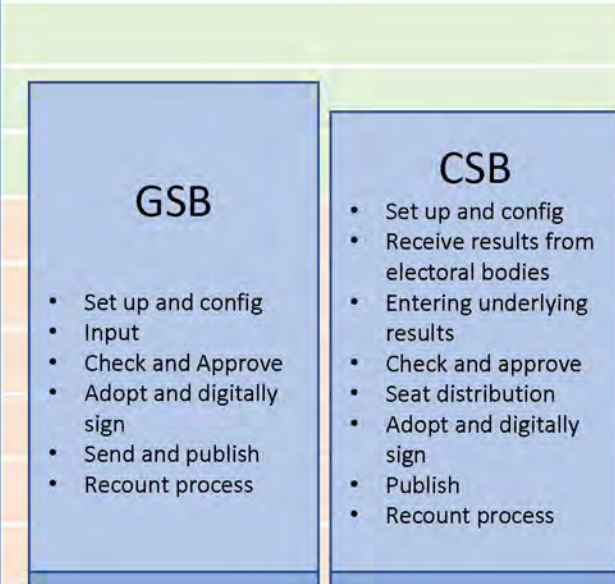 GSB
• Set up and config
• Input
• Check and Approve
• Adopt and digitally
sign
• Send and publish
• Recount process
CSB
• Set up and config
• Receive results from
electoral bodies
• Entering underlying
results
• Check and approve
• Seat distribution
• Adopt and digitally
sign
• Publish
• Recount process